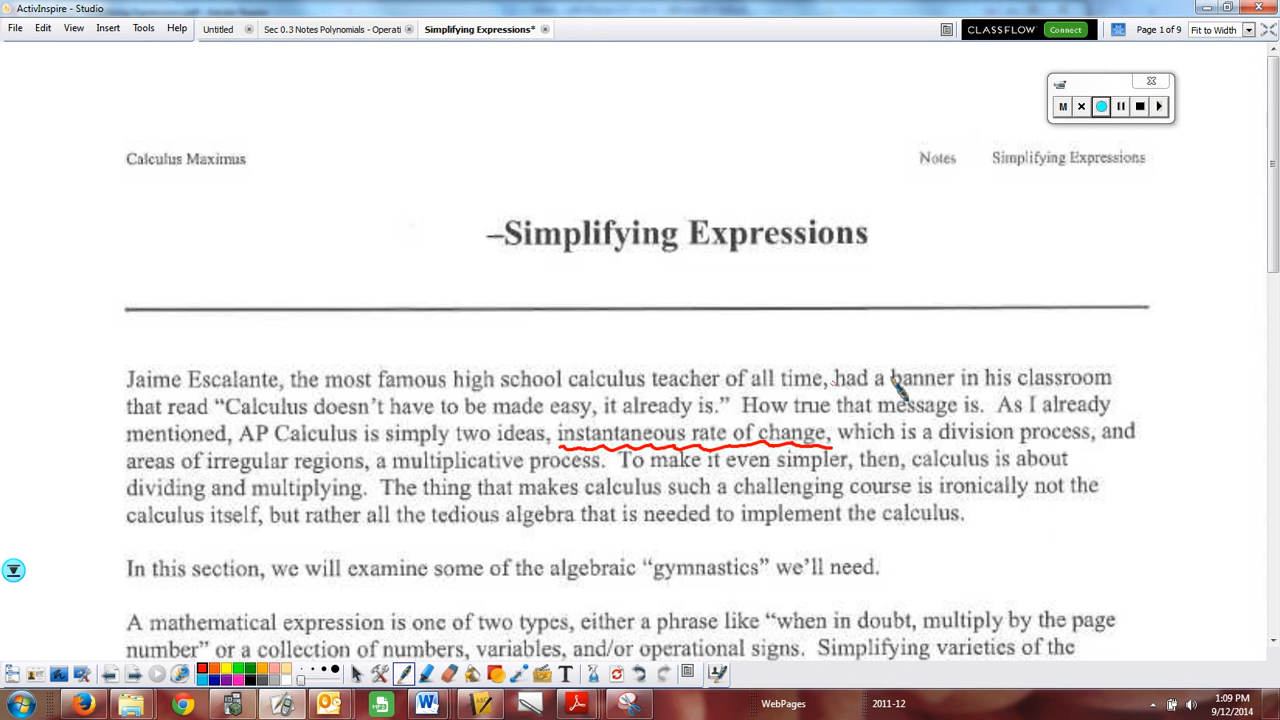 ActivInspire - Studio
File Edit View Insert Tools Help Untitled Sec 0.3 Notes Polynomials - Operati Simplifying Expressions* CLASSFLOW Connect Page 1 of 9 Fit to Width
M
Calculus Maximus Notes Simplifying Expressions
–Simplifying Expressions
Jaime Escalante, the most famous high school calculus teacher of all time, had a banner in his classroom
that read “Calculus doesn’t have to be made easy, it already is.” How true that message is. As I already
mentioned, AP Calculus is simply two ideas, instantaneous rate of change, which is a division process, and
areas of irregular regions, a multiplicative process. To make it even simpler, then, calculus is about
dividing and multiplying. The thing that makes calculus such a challenging course is ironically not the
calculus itself, but rather all the tedious algebra that is needed to implement the calculus.
In this section, we will examine some of the algebraic “gymnastics” we’ll need.
A mathematical expression is one of two types, either a phrase like “when in doubt, multiply by the page
number” or a collection of numbers, variables, and/or operational signs. Simplifying varieties of the
T
WebPages 2011-12 1:09 PM
9/12/2014